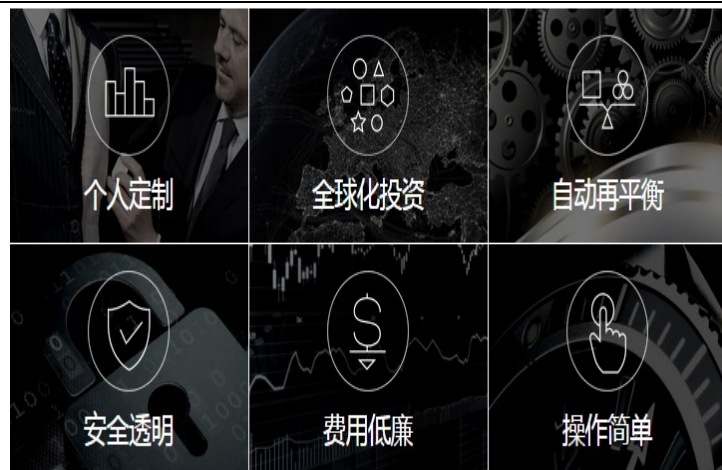 个人定制
全球化投资
自动再平衡
安全透明
费用低廉
操作简单